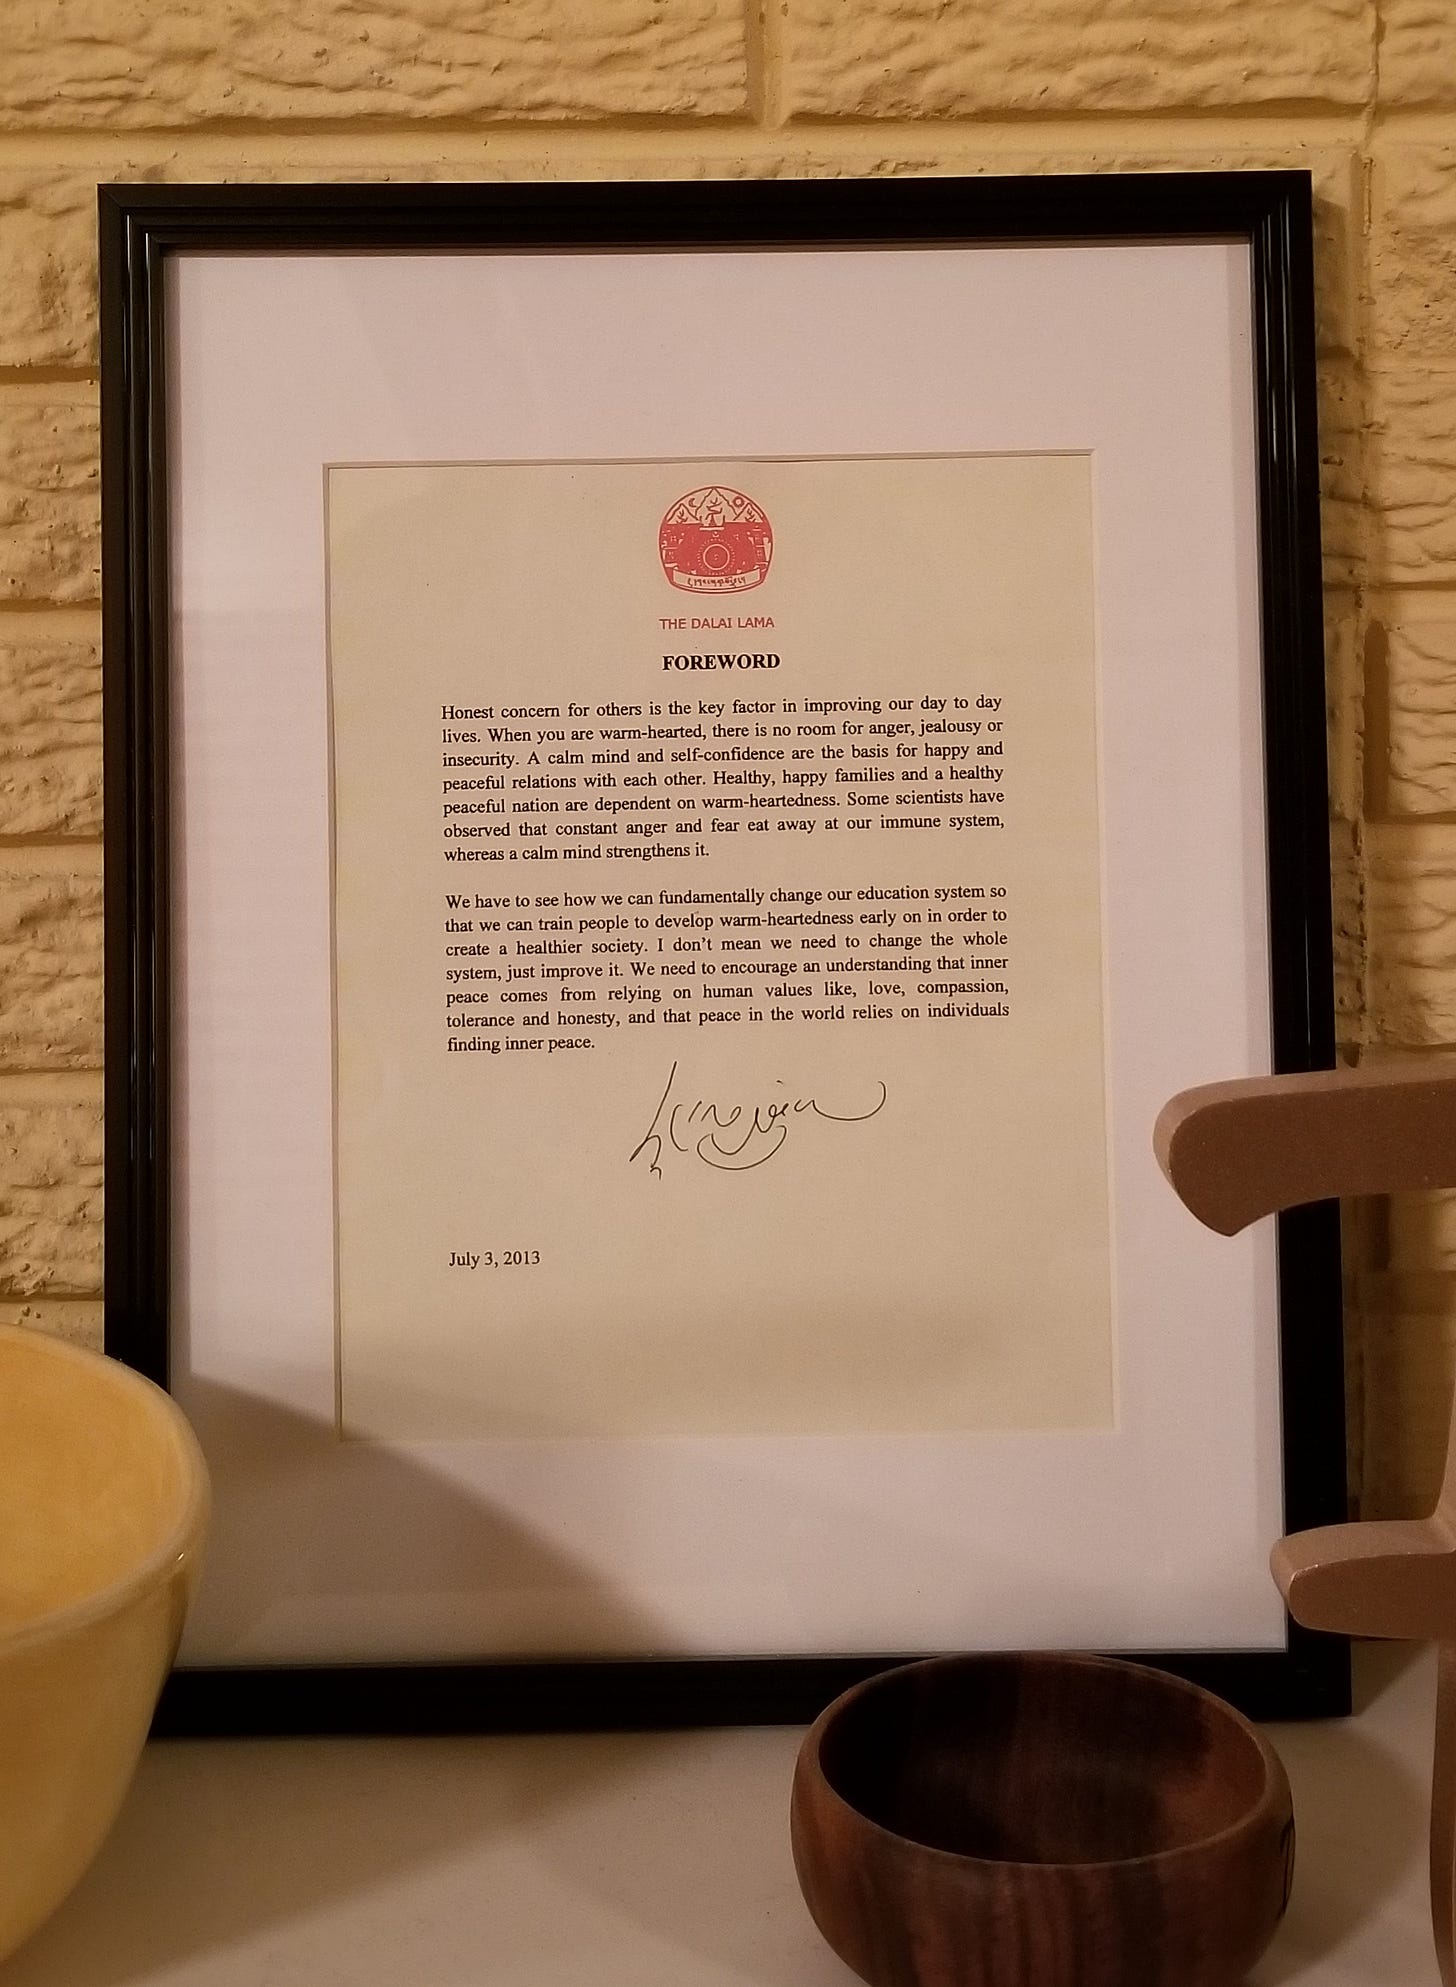 THE DALAI LAMA
FOREWORD
Honest concern for others is the key factor in improving our day to day
lives. When you are warm-hearted, there is no room for anger, jealousy or
insecurity. A calm mind and self-confidence are the basis for happy and
peaceful relations with each other. Healthy, happy families and a healthy
peaceful nation are dependent on warm-heartedness. Some scientists have
observed that constant anger and fear eat away at our immune system,
whereas a calm mind strengthens it.
We have to see how we can fundamentally change our education system so
that we can train people to develop warm-heartedness early on in order to
create a healthier society. I don't mean we need to change the whole
system, just improve it. We need to encourage an understanding that inner
peace comes from relying on human values like, love, compassion,
tolerance and honesty, and that peace in the world relies on individuals
finding inner peace.
July 3, 2013